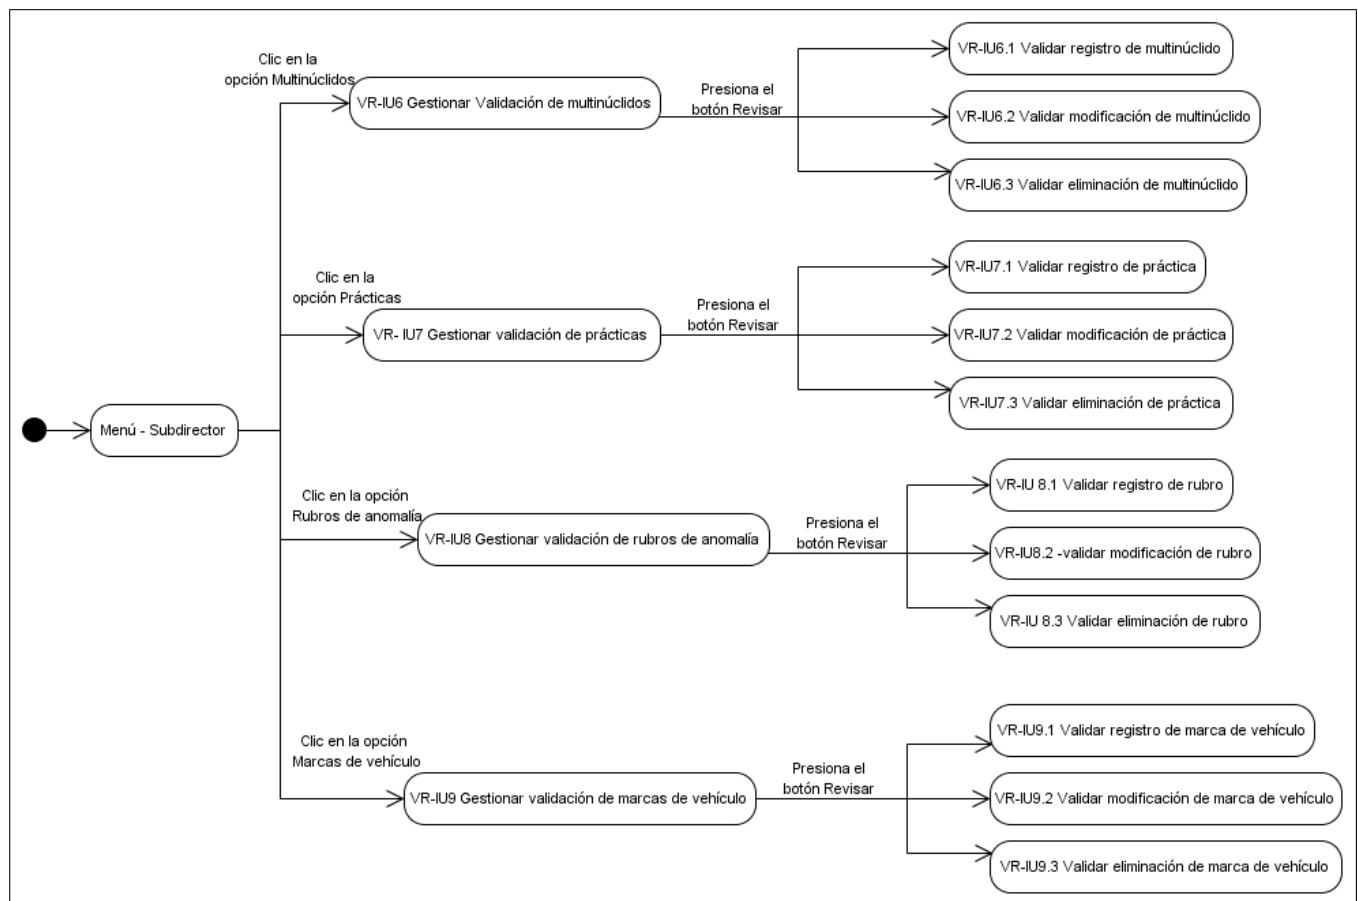 Clic en la
opción Multinúclidos
VR-IU6 Gestionar Validación de multinúclidos
Presiona el
botón Revisar
VR-IU6.1 Validar registro de multinúclido
VR-IU6.2 Validar modificación de multinúclido
VR-IU6.3 Validar eliminación de multinúclido
Clic en la
opción Prácticas
VR- IU7 Gestionar validación de prácticas
Presiona el
botón Revisar
VR-IU7.1 Validar registro de práctica
VR-IU7.2 Validar modificación de práctica
VR-IU7.3 Validar eliminación de práctica
Menú - Subdirector
Clic en la opción
Rubros de anomalía
VR-IU8 Gestionar validación de rubros de anomalía
Presiona el
botón Revisar
VR-IU 8.1 Validar registro de rubro
VR-IU8.2 -validar modificación de rubro
VR-IU 8.3 Validar eliminación de rubro
Clic en la opción
Marcas de vehículo
VR-IU9 Gestionar validación de marcas de vehículo
Presiona el
botón Revisar
VR-IU9.1 Validar registro de marca de vehículo
VR-IU9.2 Validar modificación de marca de vehículo
VR-IU9.3 Validar eliminación de marca de vehículo